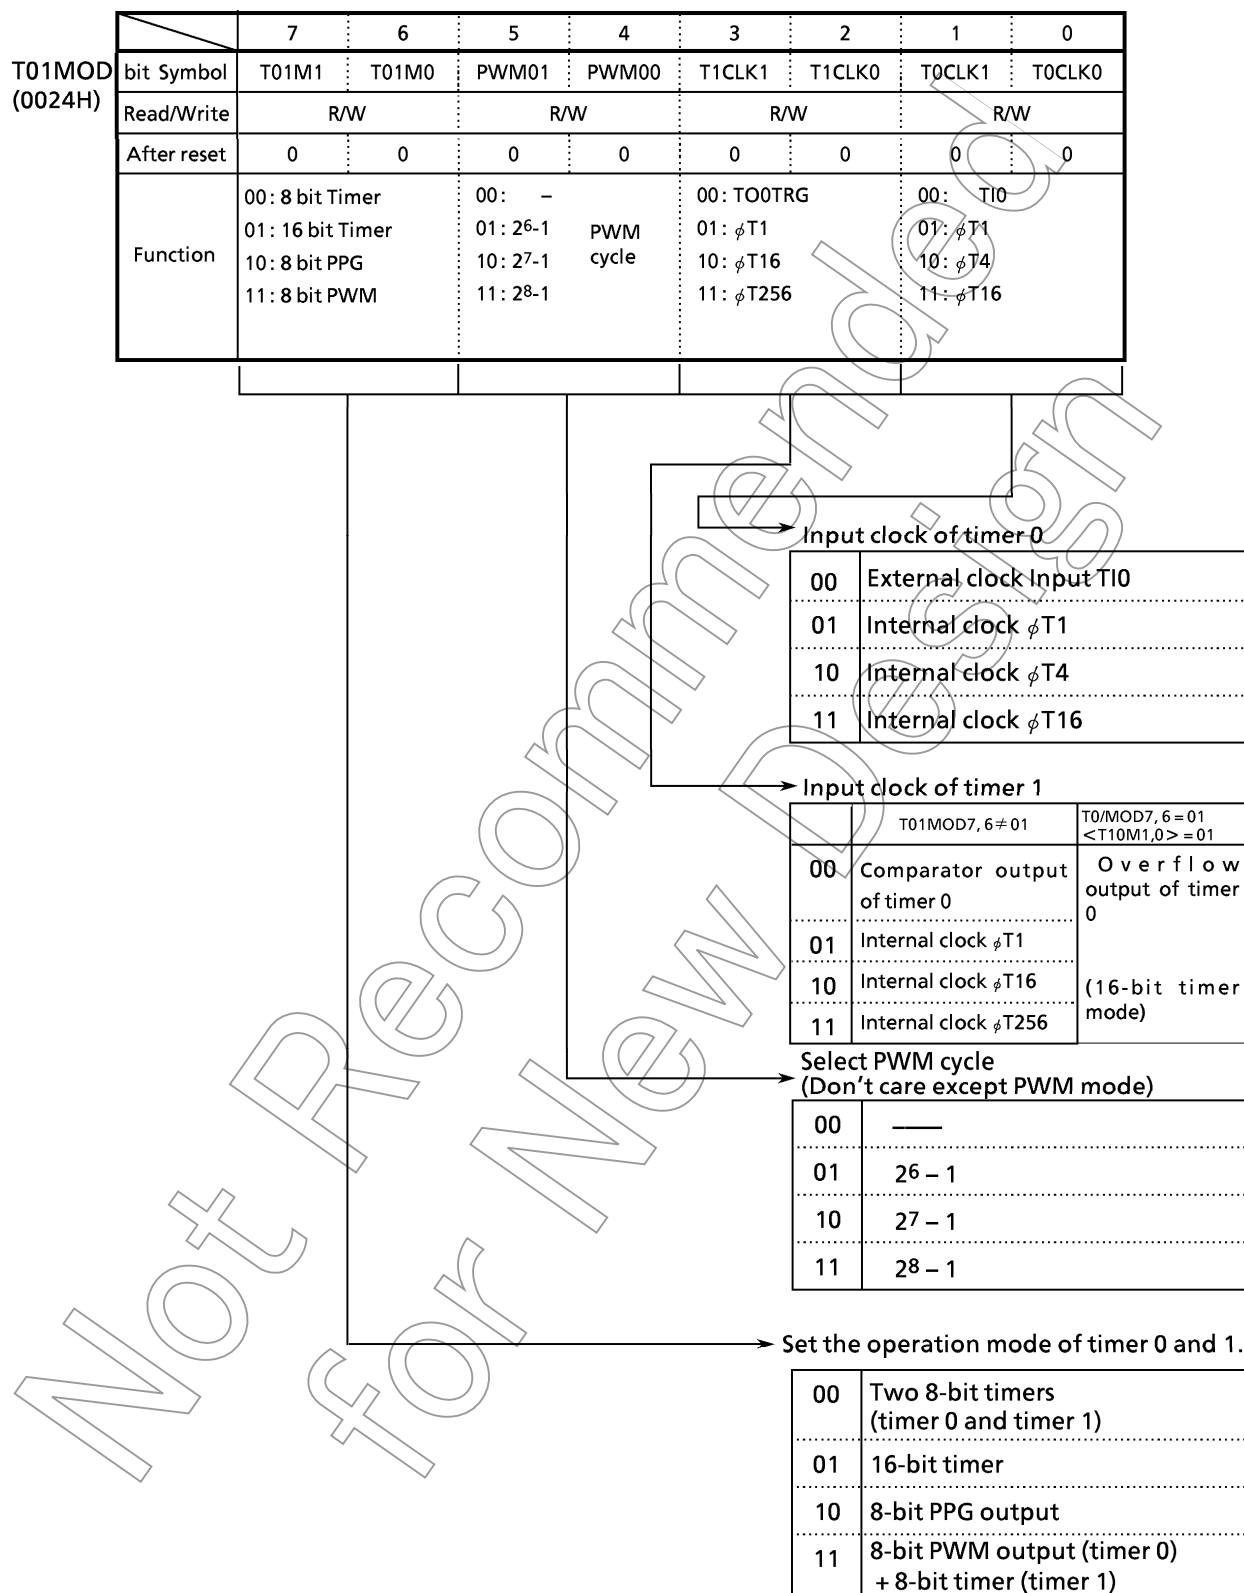 7 6 5 4 3 2 1 0
T01MOD (0024H)
bit Symbol T01M1 T01M0 PWM01 PWM00 T1CLK1 T1CLK0 T0CLK1 T0CLK0
Read/Write R/W R/W R/W R/W
After reset 0 0 0 0 0 0 0 0
Function
00 : 8 bit Timer
01 : 16 bit Timer
10 : 8 bit PPG
11 : 8 bit PWM
00 : –
01 : 2⁶-1
10 : 2⁷-1
11 : 2⁸-1
PWM
cycle
00 : TO0TRG
01 : φT1
10 : φT16
11 : φT256
00 : TI0
01 : φT1
10 : φT4
11 : φT16
Input clock of timer 0
00 External clock Input TI0
01 Internal clock φT1
10 Internal clock φT4
11 Internal clock φT16
Input clock of timer 1
T01MOD7, 6 ≠ 01
T0/MOD7, 6 = 01
<T10M1,0> = 01
00 Comparator output
of timer 0
01 Internal clock φT1
10 Internal clock φT16
11 Internal clock φT256
Overflow
output of timer
0
(16-bit timer
mode)
Select PWM cycle
(Don't care except PWM mode)
00 ——
01 2⁶ – 1
10 2⁷ – 1
11 2⁸ – 1
Set the operation mode of timer 0 and 1.
00 Two 8-bit timers
(timer 0 and timer 1)
01 16-bit timer
10 8-bit PPG output
11 8-bit PWM output (timer 0)
+ 8-bit timer (timer 1)
Not Recommended
for New Design